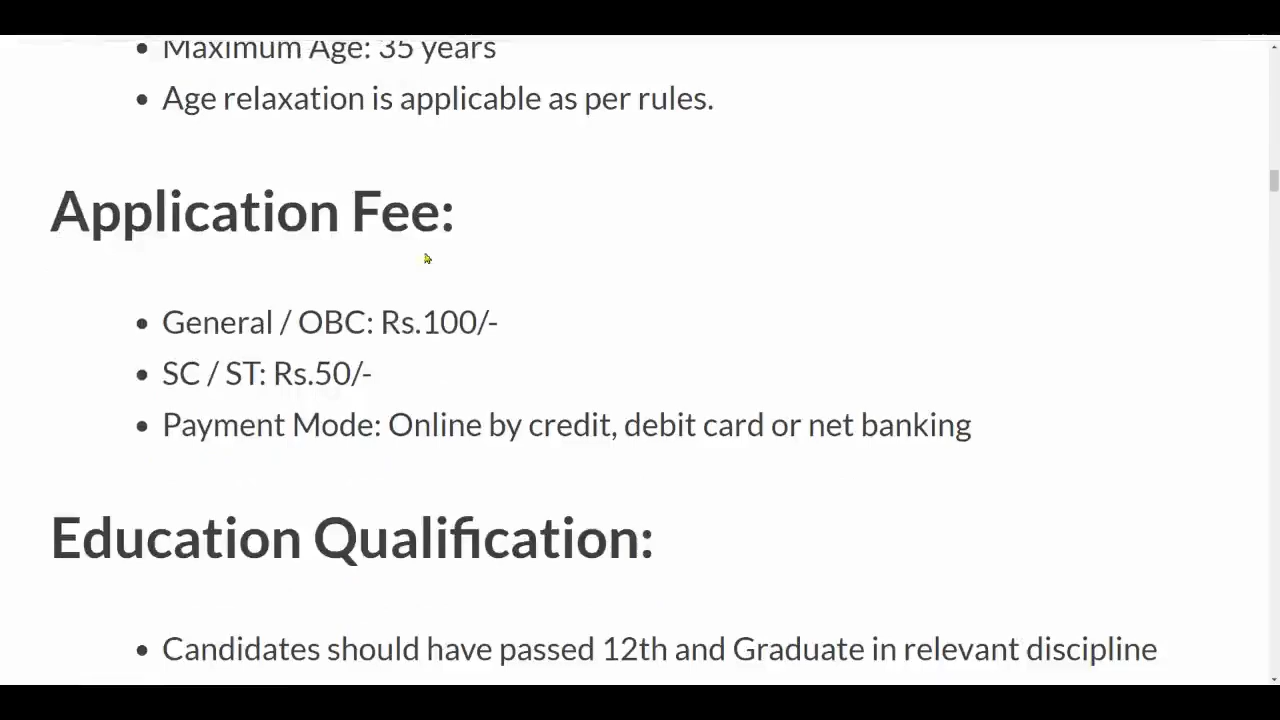 • Maximum Age: 35 years
• Age relaxation is applicable as per rules.
Application Fee:
• General / OBC: Rs.100/-
• SC / ST: Rs.50/-
• Payment Mode: Online by credit, debit card or net banking
Education Qualification:
• Candidates should have passed 12th and Graduate in relevant discipline